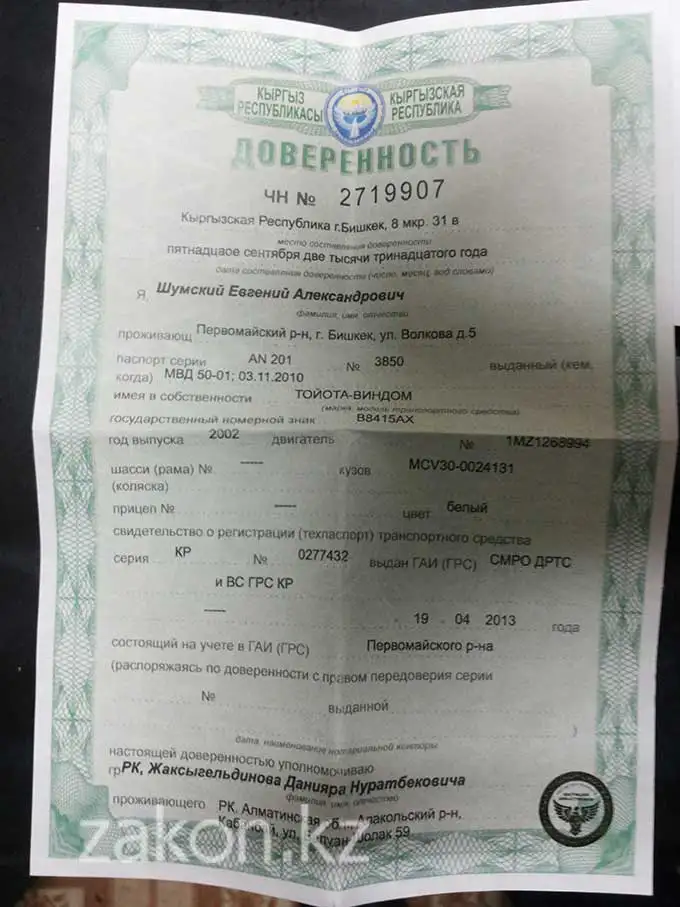 КЫРГЫЗ РЕСПУБЛИКАСЫ
КЫРГЫЗСКАЯ РЕСПУБЛИКА
ДОВЕРЕННОСТЬ
ЧН № 2719907
Кыргызская Республика г.Бишкек, 8 мкр. 31 в
место составления доверенности
пятнадцаое сентября две тысячи тринадцатого года
дата составления доверенности (число, месяц, год словами)
Я, Шумский Евгений Александрович
фамилия, имя, отчество
проживающ Первомайский р-н, г. Бишкек, ул. Волкова д.5
паспорт серии AN 201 № 3850 выданный (кем,
когда) МВД 50-01; 03.11.2010
имея в собственности ТОЙОТА-ВИНДОМ
(марка, модель транспортного средства)
государственный номерной знак B8415AX
год выпуска 2002 двигатель № 1MZ1268994
шасси (рама) № — кузов MCV30-0024131
(коляска)
прицеп № — цвет белый
свидетельство о регистрации (техпаспорт) транспортного средства
серия КР № 0277432 выдан ГАИ (ГРС) СМРО ДРТС
и ВС ГРС КР
— 19 04 2013 года
состоящий на учете в ГАИ (ГРС) Первомайского р-на
(распоряжаясь по доверенности с правом передоверия серии
№ выданной
)
дата, наименование нотариальной конторы
настоящей доверенностью уполномочиваю
гр РК, Жаксыгельдинова Данияра Нуратбековича
фамилия, имя, отчество
проживающего РК, Алматинская обл. Алакольский р-н,
ул. 59
zakon.kz